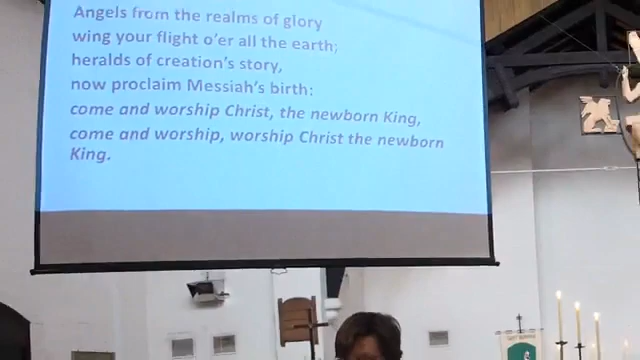 Angels from the realms of glory
wing your flight o'er all the earth;
heralds of creation's story,
now proclaim Messiah's birth:
come and worship Christ, the newborn King,
come and worship, worship Christ the newborn
King.